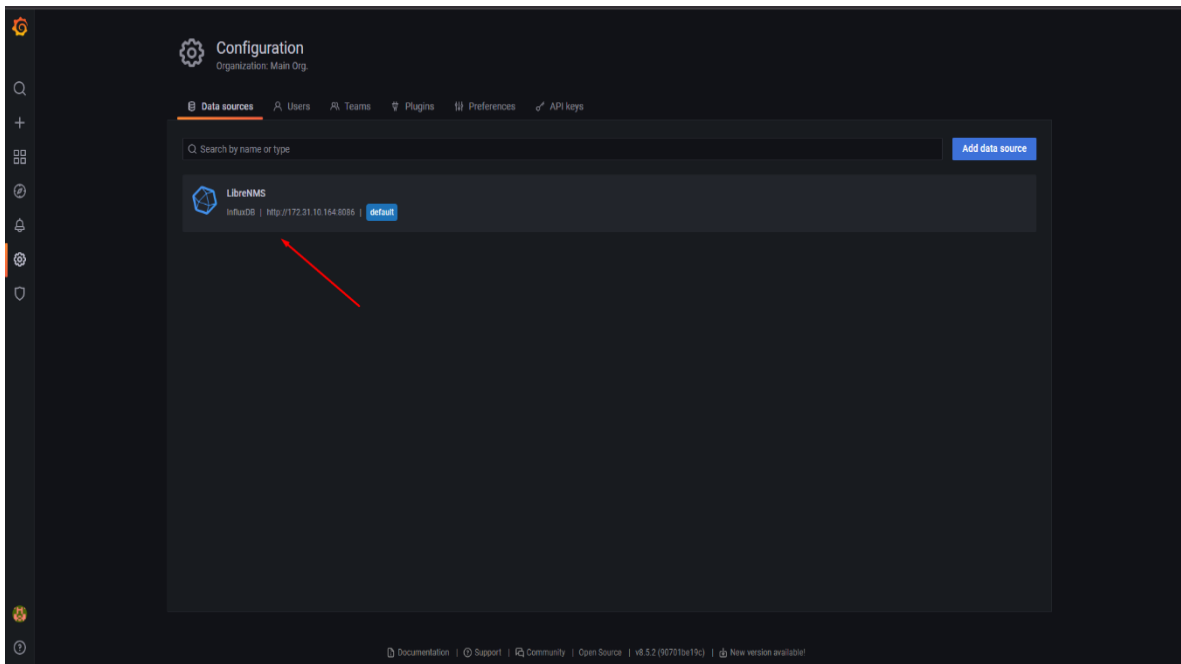 Configuration
Organization: Main Org.
Data sources Users Teams Plugins Preferences API keys
Search by name or type
Add data source
LibreNMS
InfluxDB | http://172.31.10.164:8086 | default
Documentation | Support | Community | Open Source | v8.5.2 (90701be19c) | New version available!